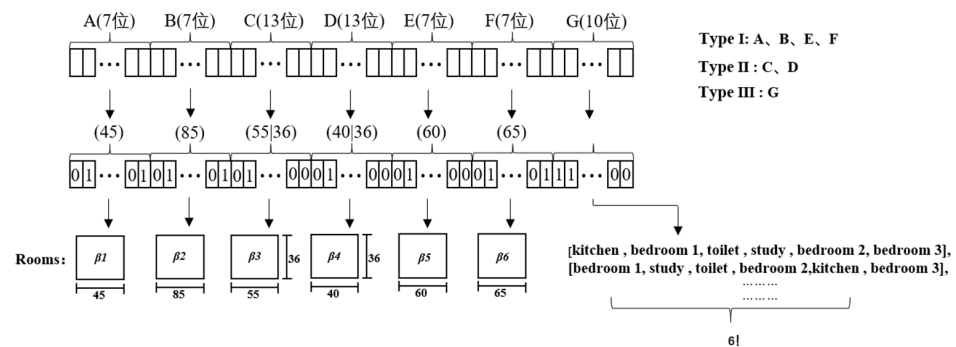 A(7位) B(7位) C(13位) D(13位) E(7位) F(7位) G(10位)
Type I: A、B、E、F
Type II : C、D
Type III : G
(45) (85) (55|36) (40|36) (60) (65)
0 1 ••• 0 1 0 1 ••• 0 1 0 1 ••• 0 0 0 1 ••• 0 0 0 1 ••• 0 0 0 1 ••• 0 1 1 1 ••• 0 0
Rooms: β1 β2 β3 36 β4 36 β5 β6
45 85 55 40 60 65
[kitchen , bedroom 1, toilet , study , bedroom 2, bedroom 3],
[bedroom 1, study , toilet , bedroom 2,kitchen , bedroom 3],
………
………
6!